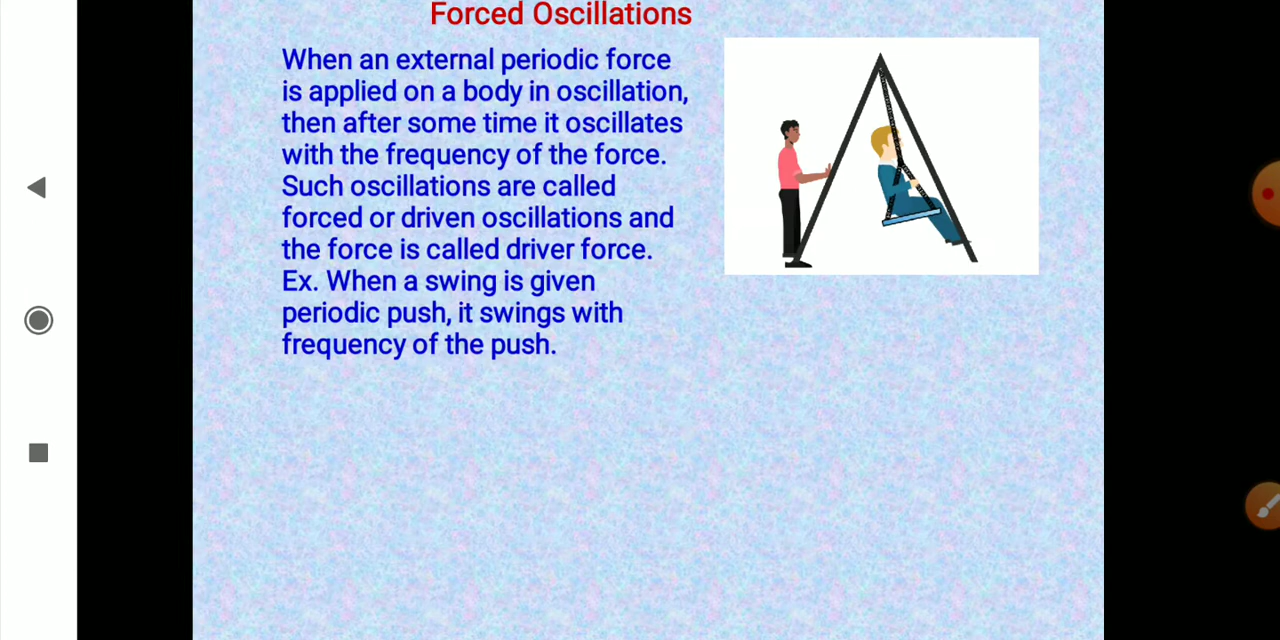 Forced Oscillations
When an external periodic force
is applied on a body in oscillation,
then after some time it oscillates
with the frequency of the force.
Such oscillations are called
forced or driven oscillations and
the force is called driver force.
Ex. When a swing is given
periodic push, it swings with
frequency of the push.